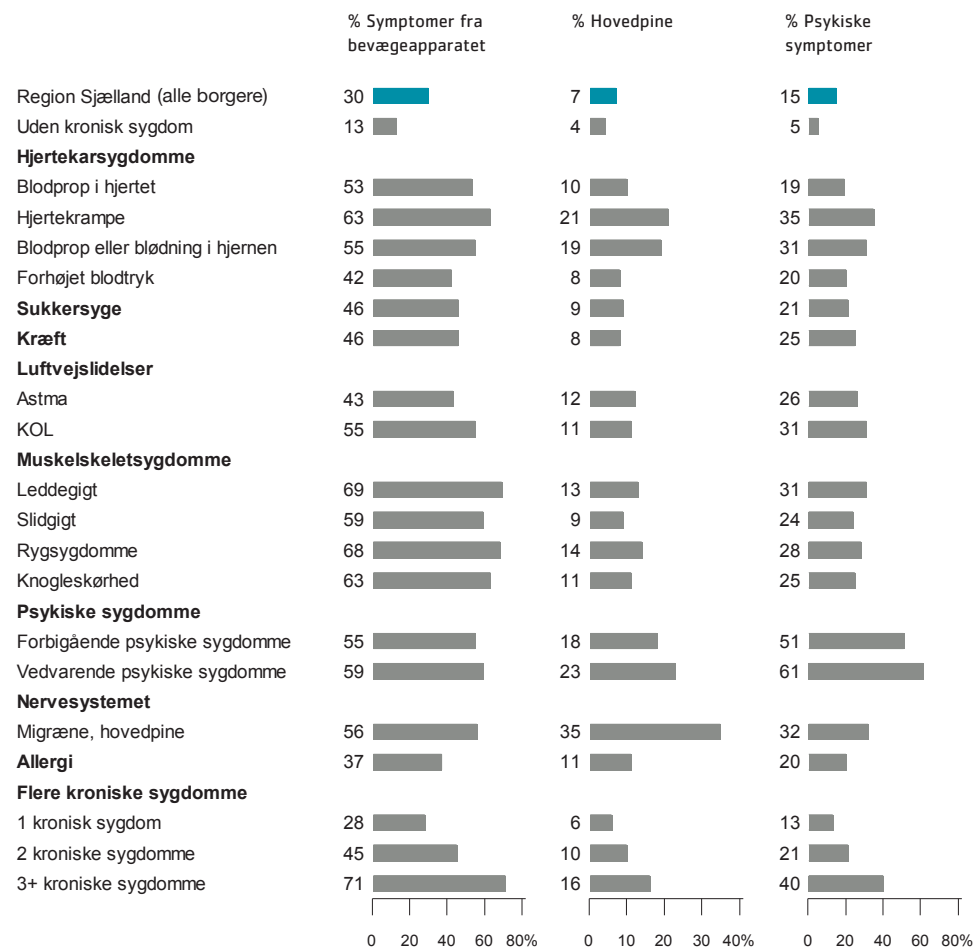 % Symptomer fra bevægeapparatet % Hovedpine % Psykiske symptomer
Region Sjælland (alle borgere) 30 7 15
Uden kronisk sygdom 13 4 5
Hjertekarsygdomme
Blodprop i hjertet 53 10 19
Hjertekrampe 63 21 35
Blodprop eller blødning i hjernen 55 19 31
Forhøjet blodtryk 42 8 20
Sukkersyge 46 9 21
Kræft 46 8 25
Luftvejslidelser
Astma 43 12 26
KOL 55 11 31
Muskelskeletsygdomme
Leddegigt 69 13 31
Slidgigt 59 9 24
Rygsygdomme 68 14 28
Knogleskørhed 63 11 25
Psykiske sygdomme
Forbigående psykiske sygdomme 55 18 51
Vedvarende psykiske sygdomme 59 23 61
Nervesystemet
Migræne, hovedpine 56 35 32
Allergi 37 11 20
Flere kroniske sygdomme
1 kronisk sygdom 28 6 13
2 kroniske sygdomme 45 10 21
3+ kroniske sygdomme 71 16 40
0 20 40 60 80% 0 10 20 30 40% 0 20 40 60 80%